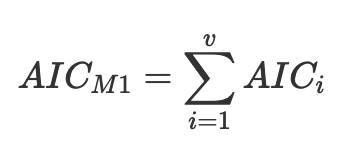 $AIC_{M1} = \sum_{i=1}^{v} AIC_i$